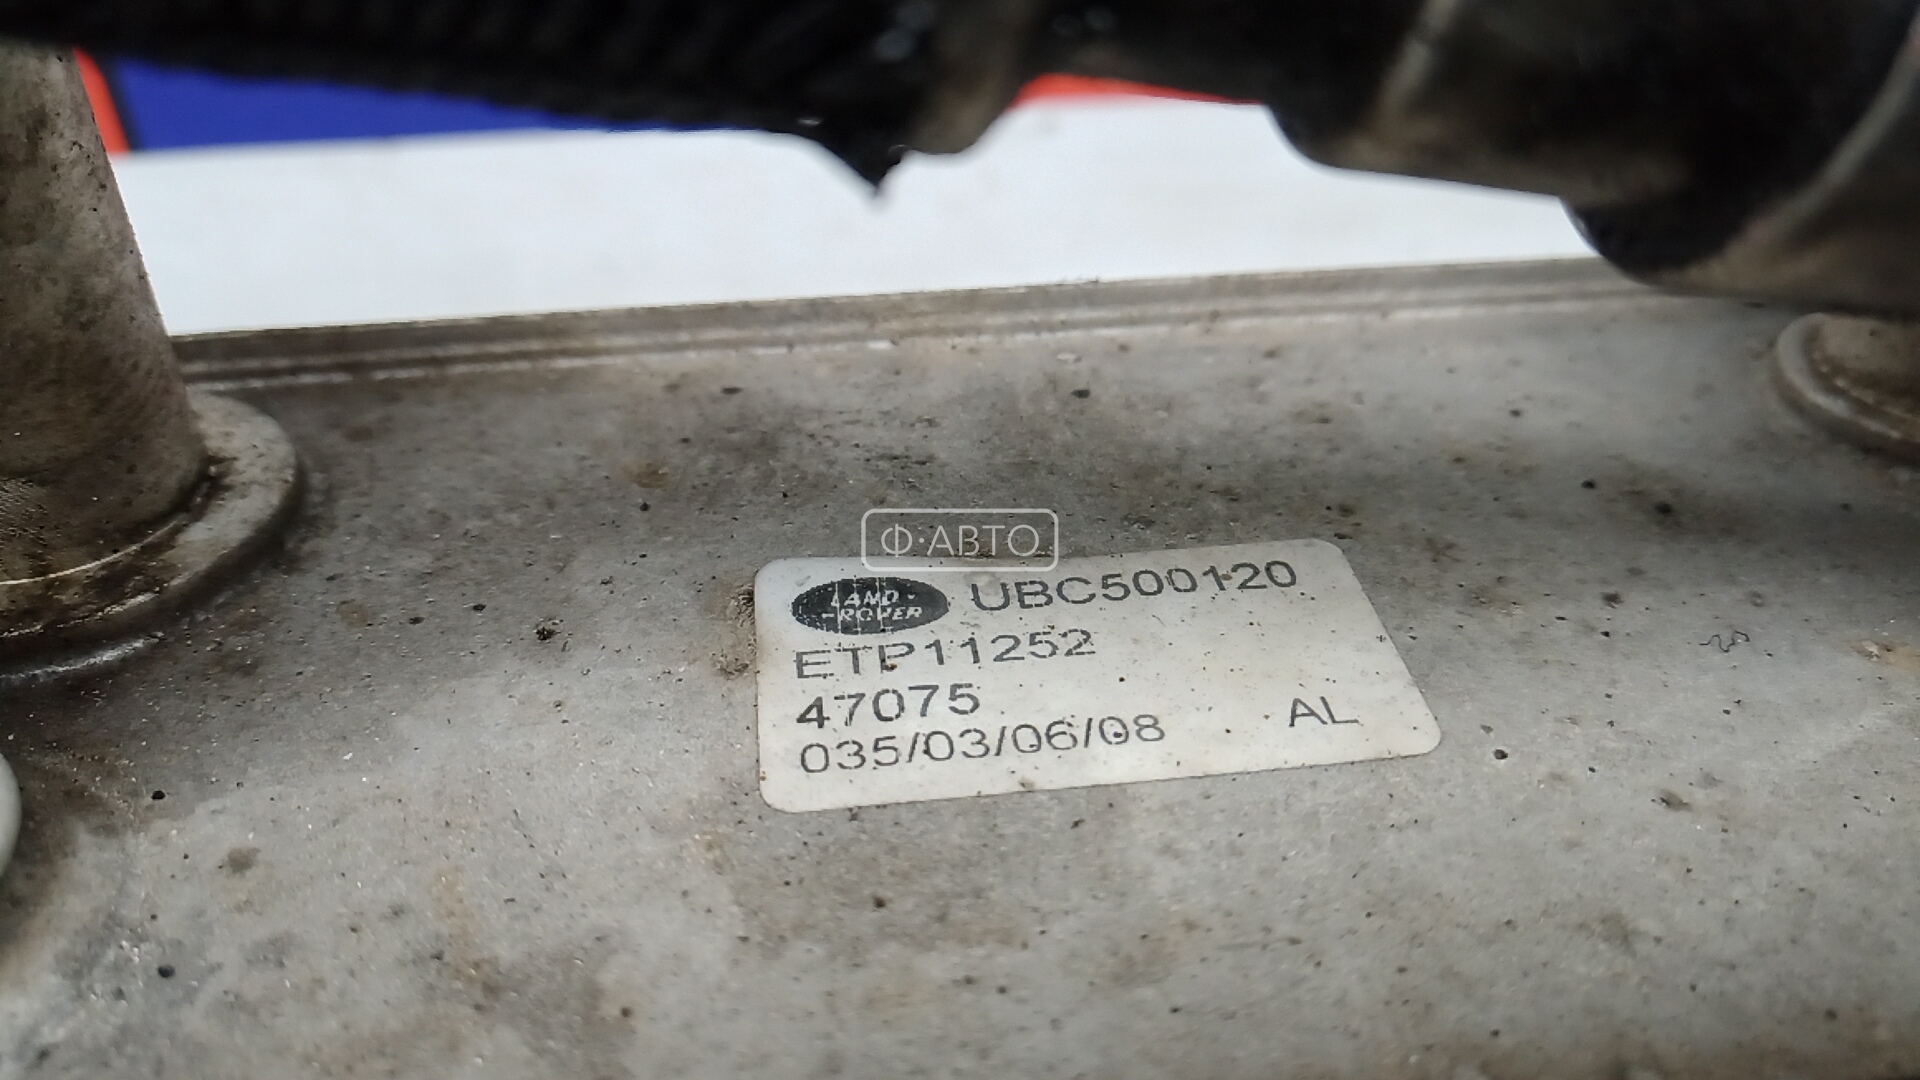 Ф·АВТО
LAND-
-ROVER UBC500120
ETP11252
47075
035/03/06/08 AL